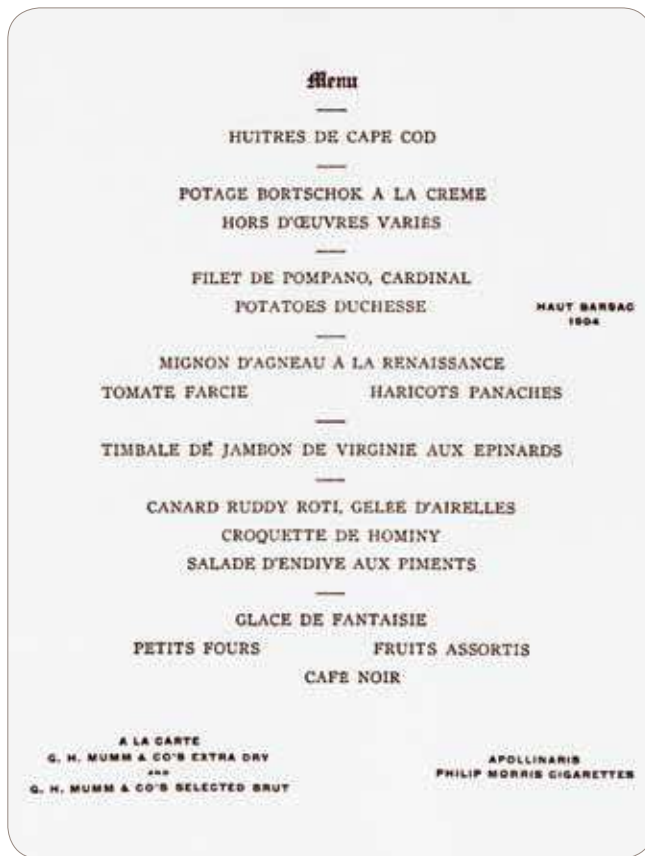 Menu
HUITRES DE CAPE COD
POTAGE BORTSCHOK A LA CREME
HORS D'ŒUVRES VARIÉS
FILET DE POMPANO, CARDINAL
POTATOES DUCHESSE
HAUT BARSAC
1904
MIGNON D'AGNEAU À LA RENAISSANCE
TOMATE FARCIE HARICOTS PANACHES
TIMBALE DE JAMBON DE VIRGINIE AUX EPINARDS
CANARD RUDDY ROTI, GELÉE D'AIRELLES
CROQUETTE DE HOMINY
SALADE D'ENDIVE AUX PIMENTS
GLACE DE FANTAISIE
PETITS FOURS FRUITS ASSORTIS
CAFE NOIR
A LA CARTE
G. H. MUMM & CO'S EXTRA DRY
AND
G. H. MUMM & CO'S SELECTED BRUT
APOLLINARIS
PHILIP MORRIS CIGARETTES